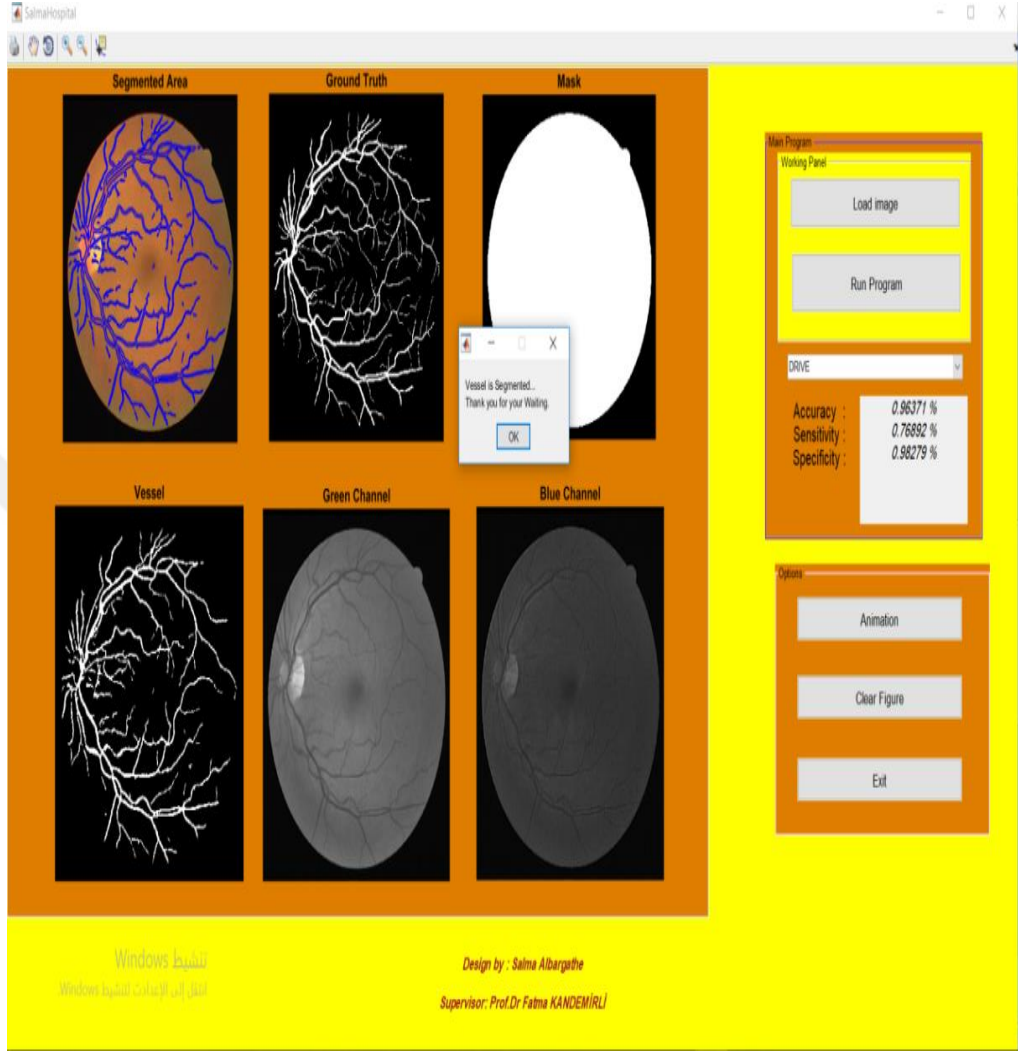 SalmaHospital
Segmented Area
Ground Truth
Mask
Main Program
Working Panel
Load image
Run Program
Vessel is Segmented...
Thank you for your Waiting.
OK
DRIVE
Accuracy : 0.96371 %
Sensitivity : 0.76892 %
Specificity : 0.98279 %
Vessel
Green Channel
Blue Channel
Options
Animation
Clear Figure
Exit
تنشيط Windows
انتقل إلى الإعدادات لتنشيط Windows
Design by : Salma Albargathe
Supervisor: Prof.Dr Fatma KANDEMİRLİ